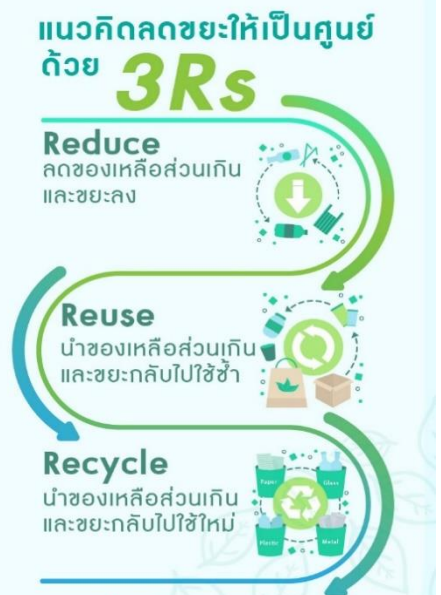 แนวคิดลดขยะให้เป็นศูนย์
ด้วย 3Rs
Reduce
ลดของเหลือส่วนเกิน
และขยะลง
Reuse
นำของเหลือส่วนเกิน
และขยะกลับไปใช้ซ้ำ
Recycle
นำของเหลือส่วนเกิน
และขยะกลับไปใช้ใหม่
Paper
Glass
Plastic
Metal